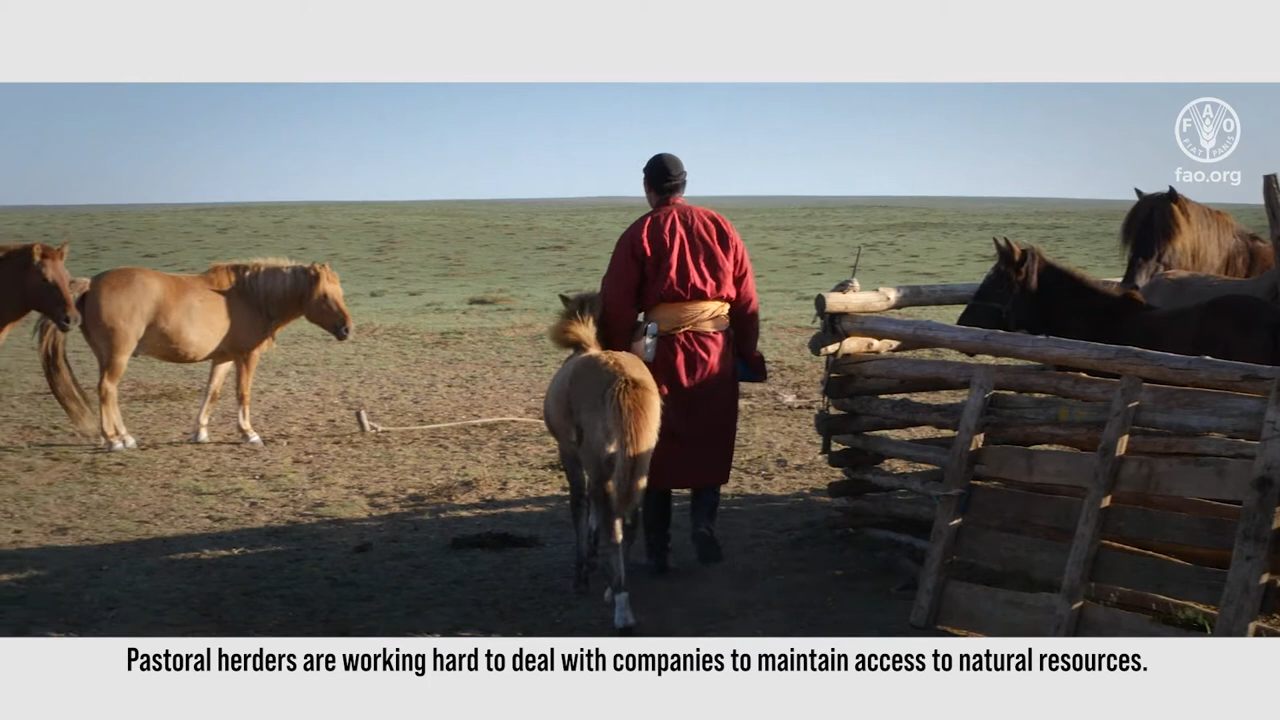 F A O
FIAT PANIS
fao.org
Pastoral herders are working hard to deal with companies to maintain access to natural resources.